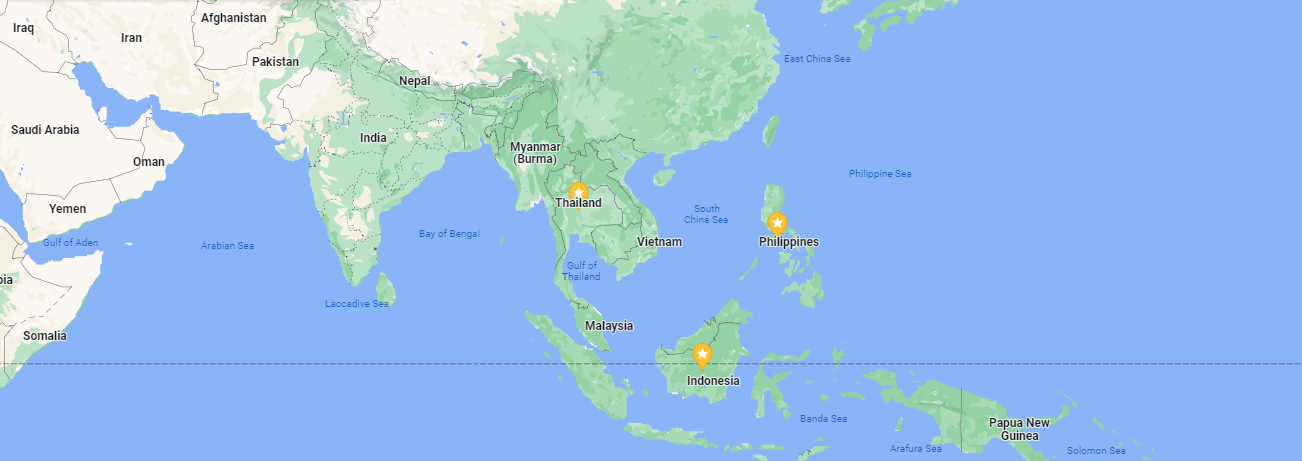 Afghanistan
Iraq
Iran
East China Sea
Pakistan
Nepal
Saudi Arabia
India
Myanmar
(Burma)
Oman
Philippine Sea
Thailand
Yemen
South
China Sea
Bay of Bengal
Gulf of Aden
Arabian Sea
Vietnam
Philippines
Gulf of
Thailand
bia
Laccadive Sea
Malaysia
Somalia
Indonesia
Banda Sea
Papua New
Guinea
Arafura Sea
Solomon Sea